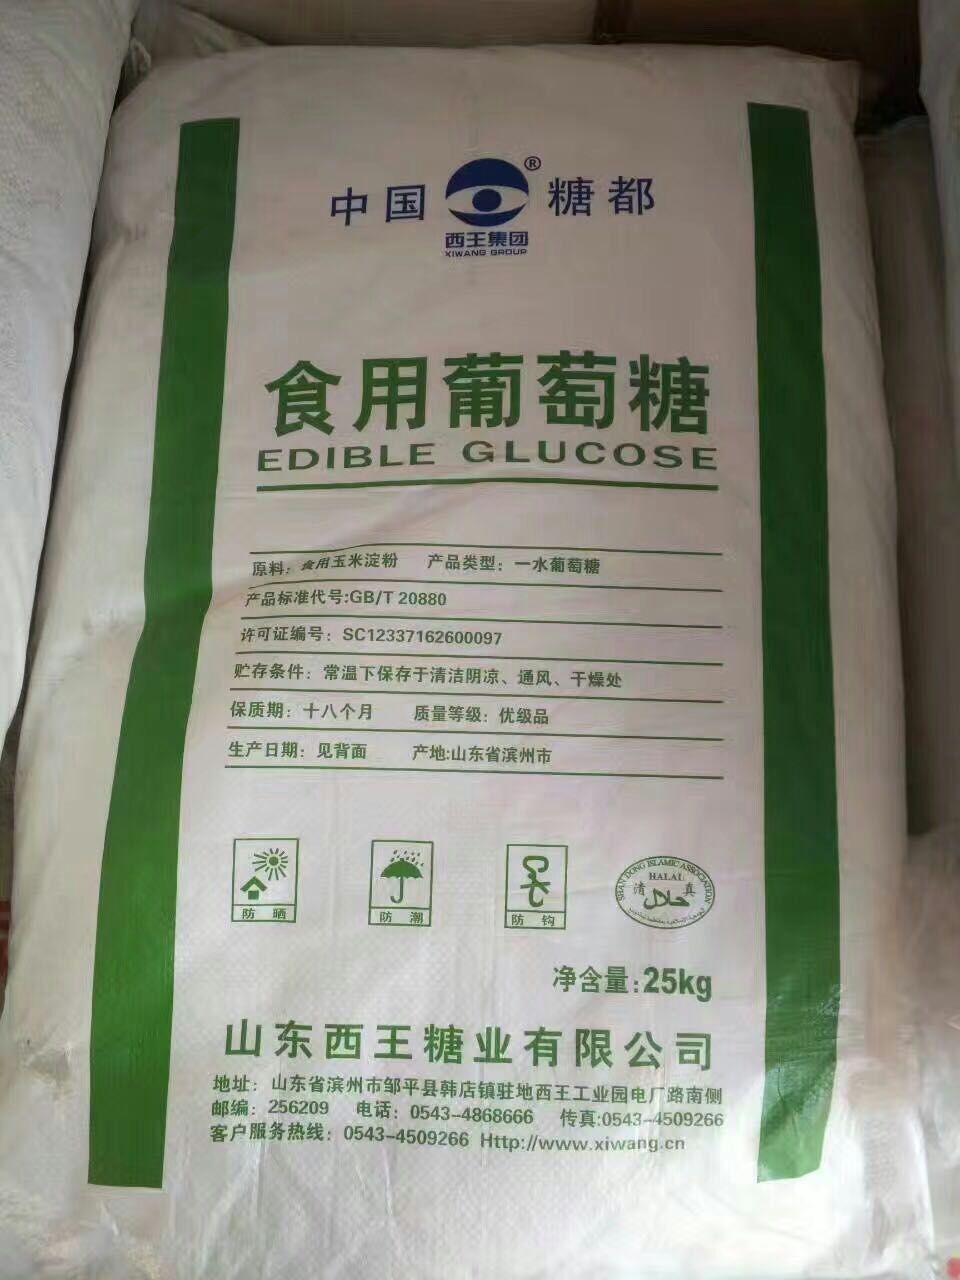 中国 ® 糖都
西王集团
XIWANG GROUP
食用葡萄糖
EDIBLE GLUCOSE
原料：食用玉米淀粉 产品类型：一水葡萄糖
产品标准代号:GB/T 20880
许可证编号：SC12337162600097
贮存条件：常温下保存于清洁阴凉、通风、干燥处
保质期：十八个月 质量等级：优级品
生产日期：见背面 产地:山东省滨州市
防晒 防潮 防钩
SHAN DONG ISLAMIC ASSOCIATION
HALAL
清 حلال 真
净含量:25kg
山东西王糖业有限公司
地址：山东省滨州市邹平县韩店镇驻地西王工业园电厂路南侧
邮编：256209 电话：0543-4868666 传真:0543-4509266
客户服务热线：0543-4509266 Http://www.xiwang.cn